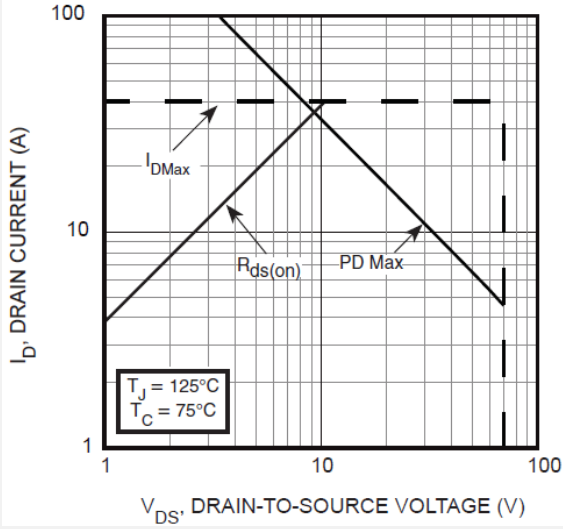 100
I_D, DRAIN CURRENT (A)
I_DMax
10
R_ds(on)
PD Max
T_J = 125°C
T_C = 75°C
1
1
10
100
V_DS, DRAIN-TO-SOURCE VOLTAGE (V)